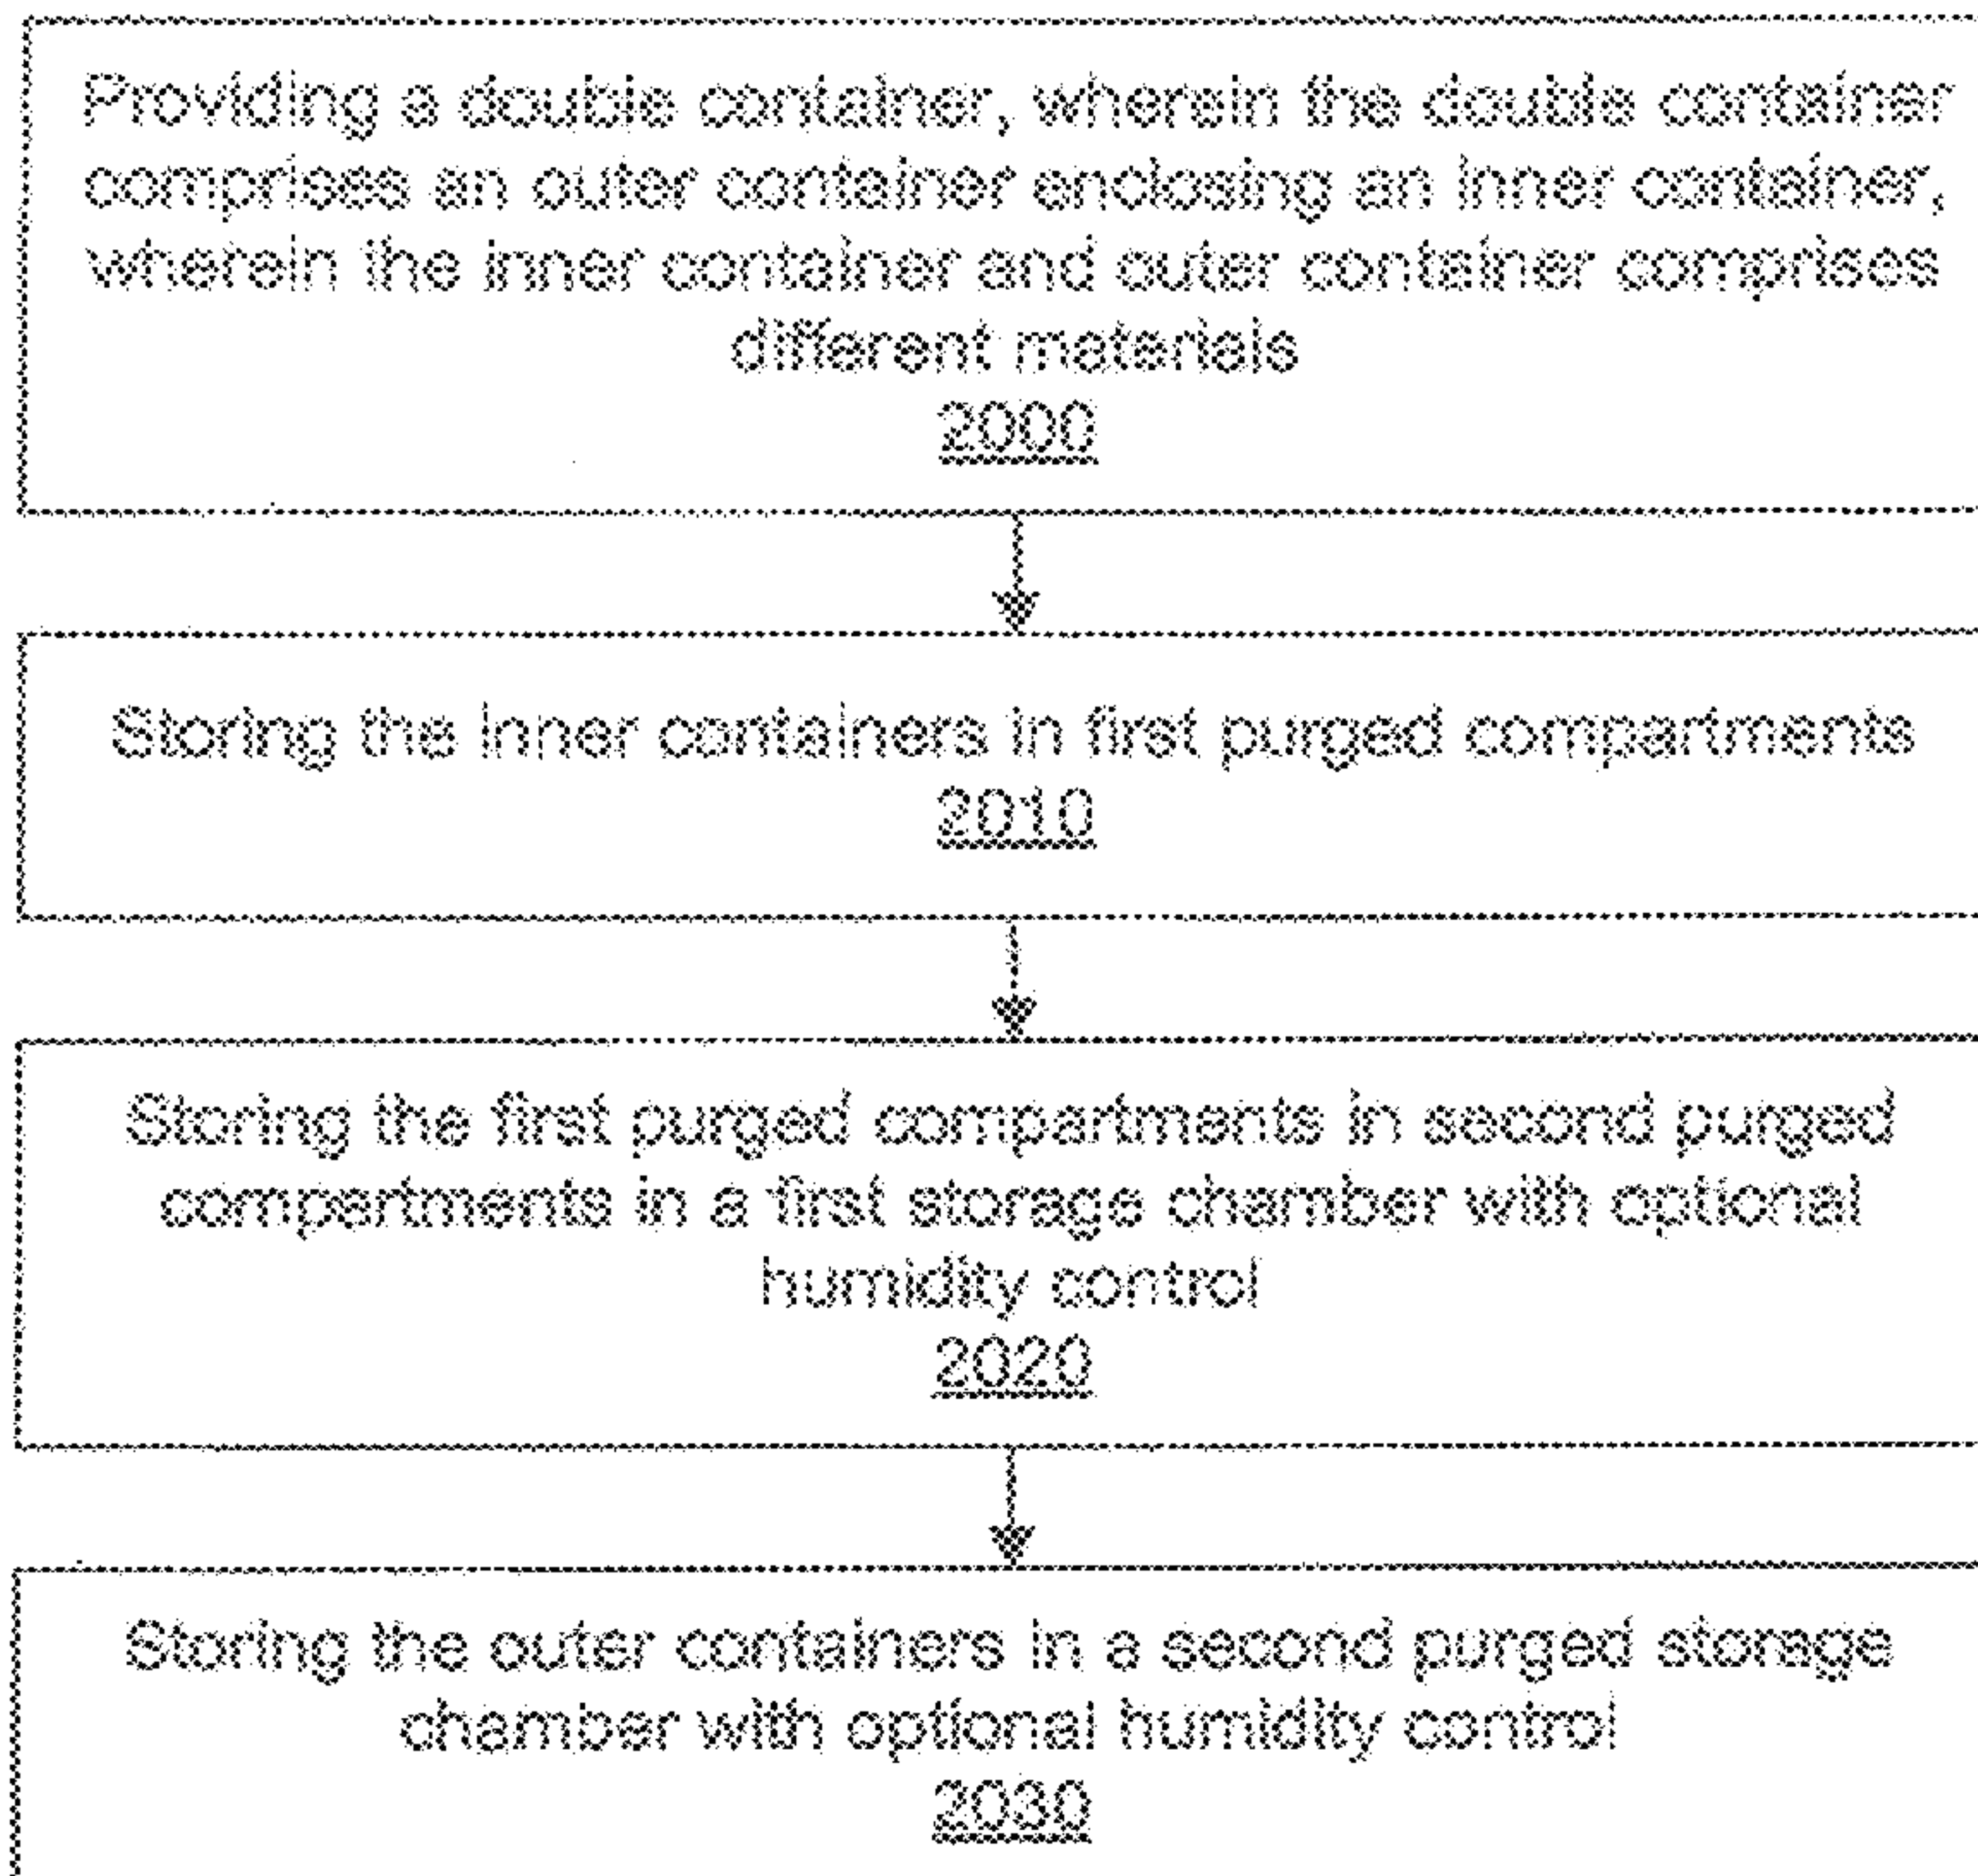 Providing a double container, wherein the double container
comprises an outer container enclosing an inner container,
wherein the inner container and outer container comprises
different materials
2000
Storing the inner containers in first purged compartments
2010
Storing the first purged compartments in second purged
compartments in a first storage chamber with optional
humidity control
2020
Storing the outer containers in a second purged storage
chamber with optional humidity control
2030